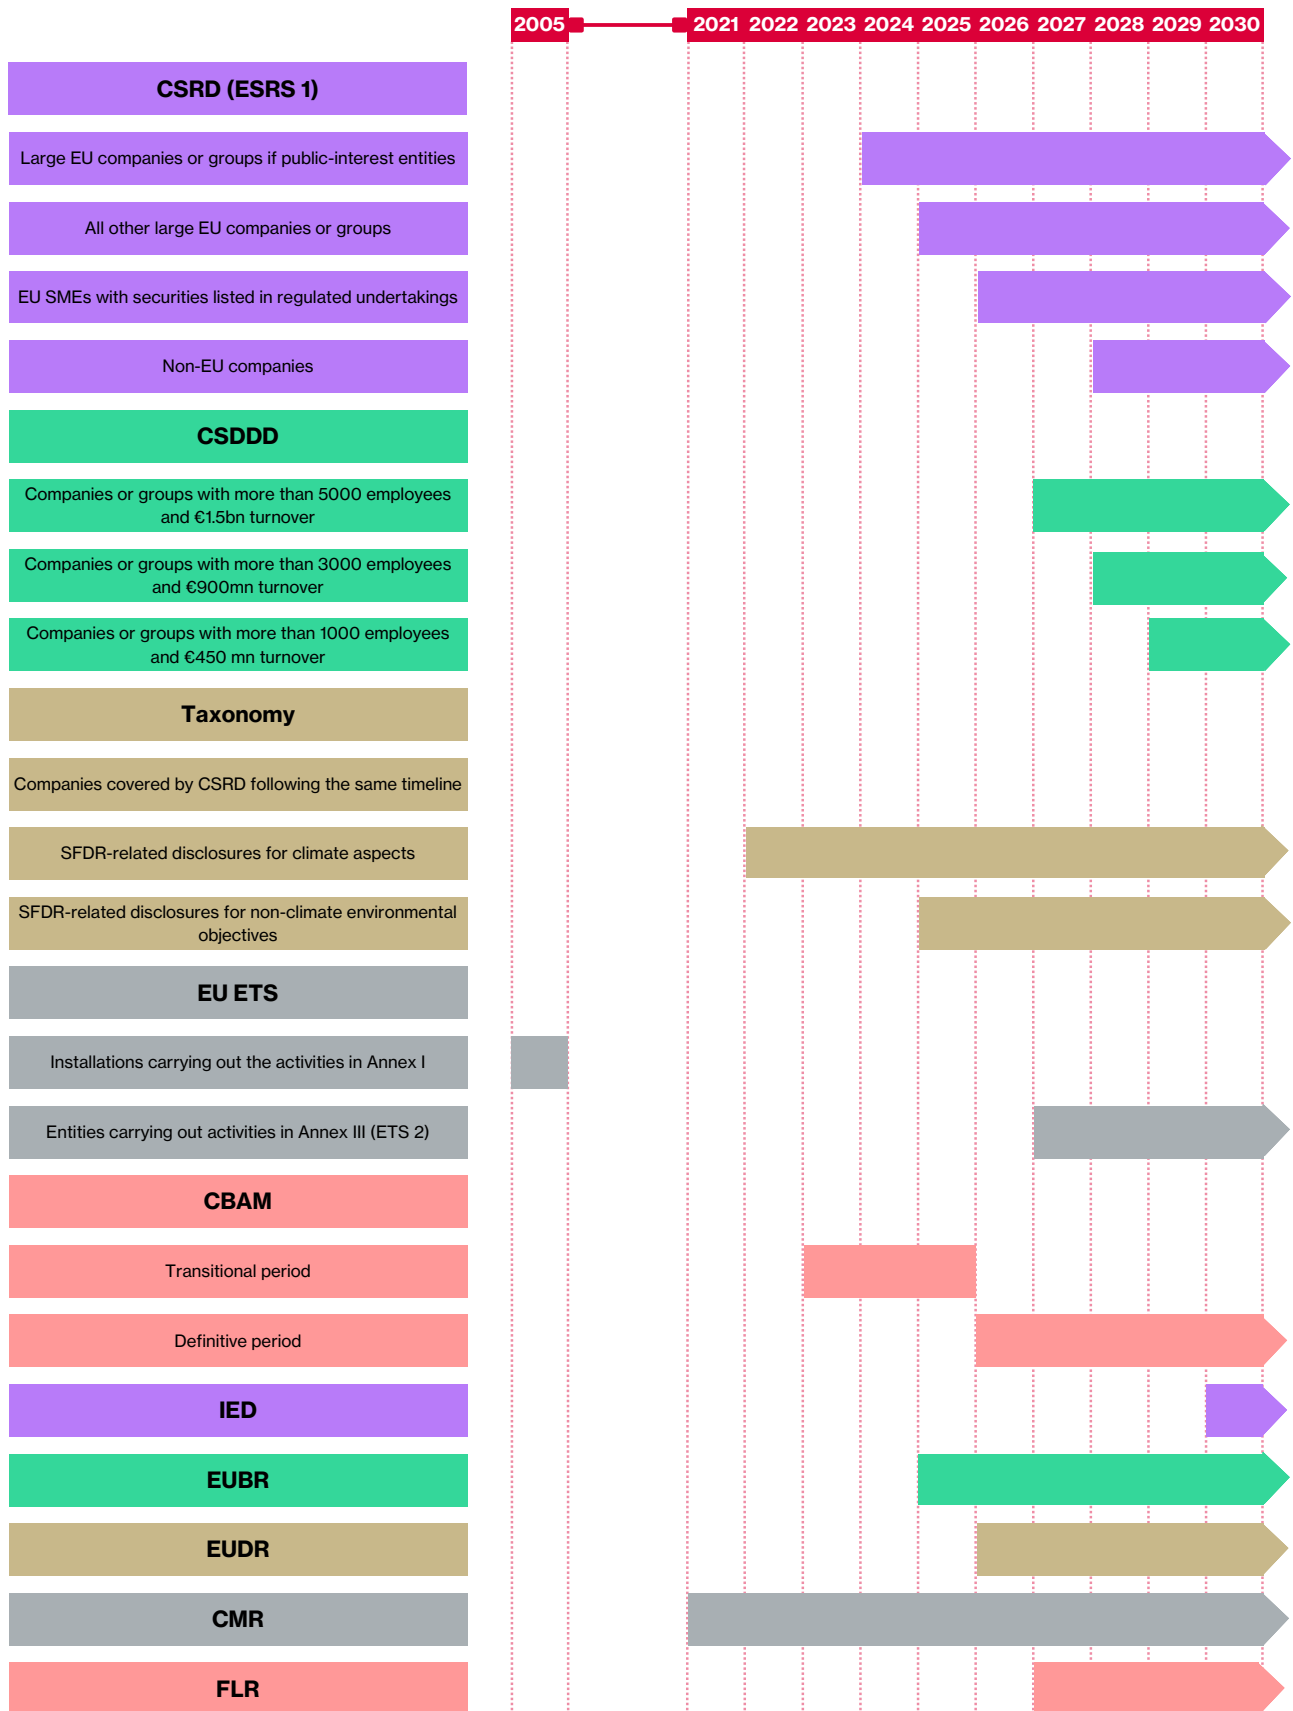 2005 2021 2022 2023 2024 2025 2026 2027 2028 2029 2030
CSRD (ESRS 1)
Large EU companies or groups if public-interest entities
All other large EU companies or groups
EU SMEs with securities listed in regulated undertakings
Non-EU companies
CSDDD
Companies or groups with more than 5000 employees
and €1.5bn turnover
Companies or groups with more than 3000 employees
and €900mn turnover
Companies or groups with more than 1000 employees
and €450 mn turnover
Taxonomy
Companies covered by CSRD following the same timeline
SFDR-related disclosures for climate aspects
SFDR-related disclosures for non-climate environmental
objectives
EU ETS
Installations carrying out the activities in Annex I
Entities carrying out activities in Annex III (ETS 2)
CBAM
Transitional period
Definitive period
IED
EUBR
EUDR
CMR
FLR